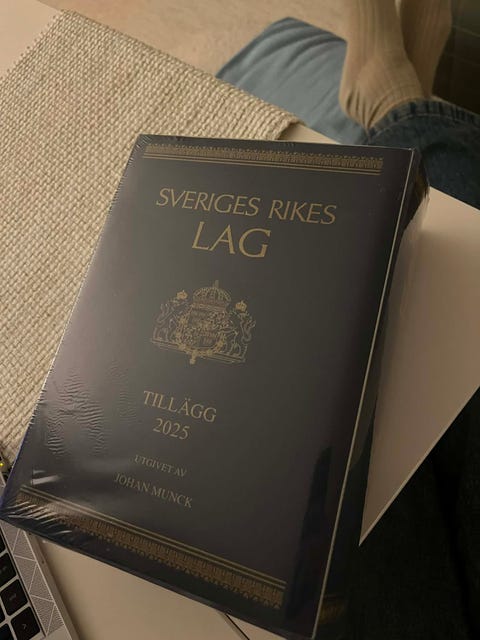 SVERIGES RIKES
LAG
TILLÄGG
2025
UTGIVET AV
JOHAN MUNCK